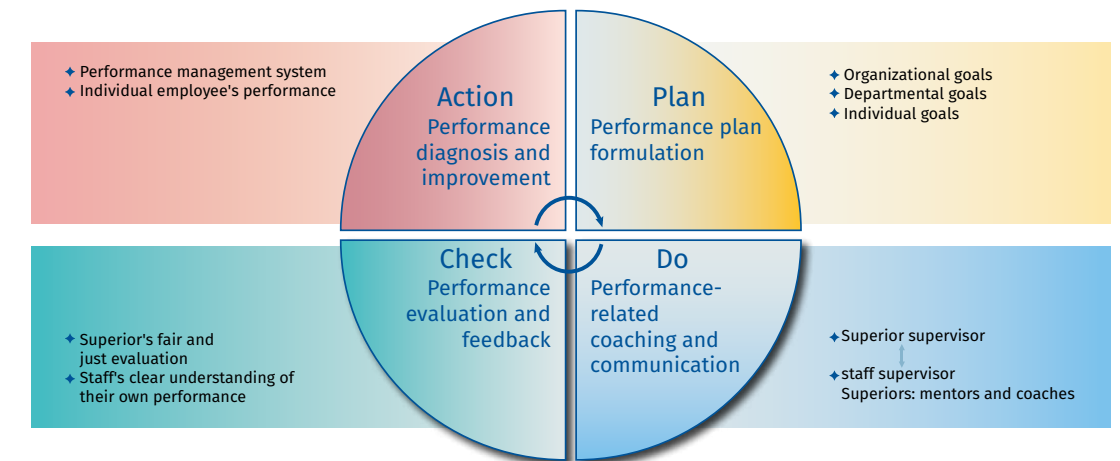 Performance management system
Individual employee's performance
Action
Performance
diagnosis and
improvement
Plan
Performance plan
formulation
Organizational goals
Departmental goals
Individual goals
Superior's fair and
just evaluation
Staff's clear understanding of
their own performance
Check
Performance
evaluation and
feedback
Do
Performance-
related
coaching and
communication
Superior supervisor
staff supervisor
Superiors: mentors and coaches